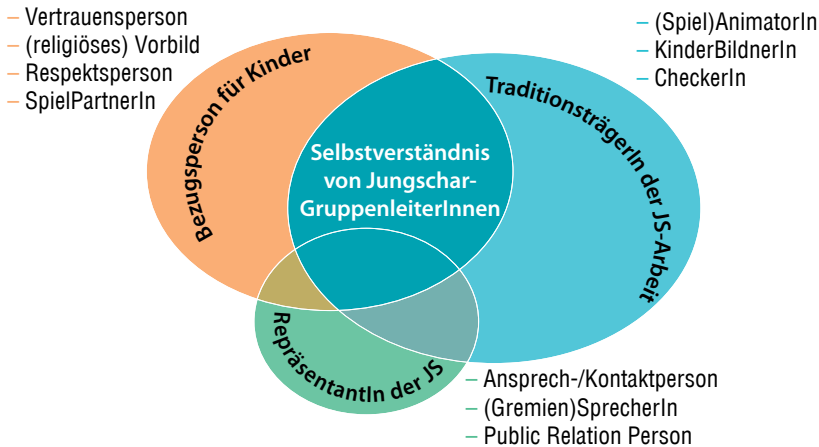 – Vertrauensperson
– (religiöses) Vorbild
– Respektsperson
– SpielPartnerIn
– (Spiel)AnimatorIn
– KinderBildnerIn
– CheckerIn
Bezugsperson für Kinder
TraditionsträgerIn der JS-Arbeit
Selbstverständnis
von Jungschar-
GruppenleiterInnen
RepräsentantIn der JS
– Ansprech-/Kontaktperson
– (Gremien)SprecherIn
– Public Relation Person